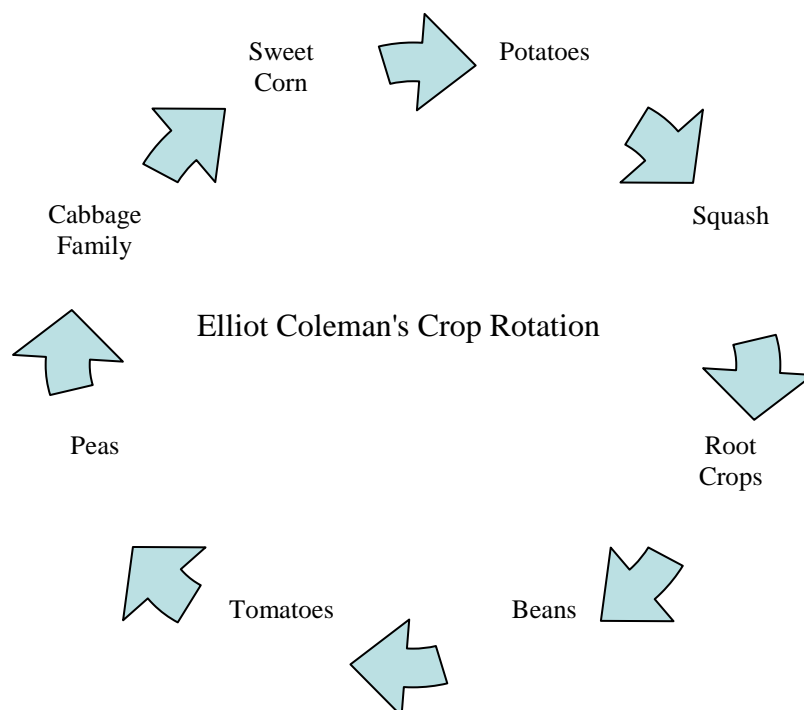 Sweet
Corn
Potatoes
Squash
Root
Crops
Beans
Tomatoes
Peas
Cabbage
Family
Elliot Coleman's Crop Rotation